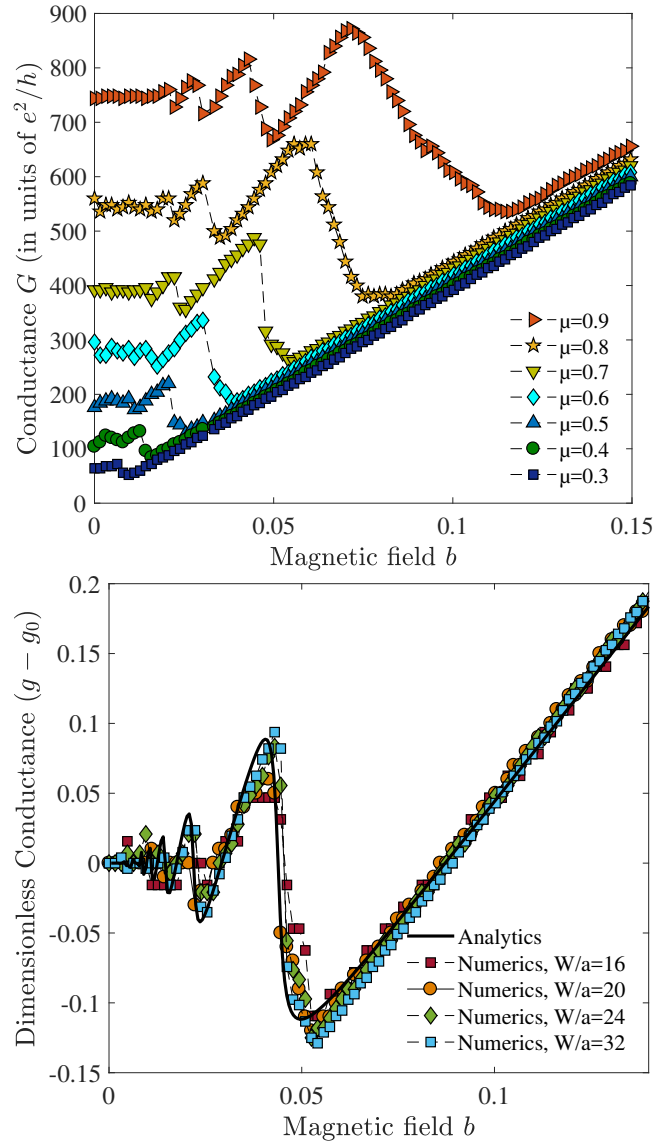 900
800
700
600
500
400
300
200
100
0
Conductance G (in units of e²/h)
μ=0.9
μ=0.8
μ=0.7
μ=0.6
μ=0.5
μ=0.4
μ=0.3
0
0.05
0.1
0.15
Magnetic field b
0.2
0.15
0.1
0.05
0
-0.05
-0.1
-0.15
Dimensionless Conductance (g − g₀)
Analytics
Numerics, W/a=16
Numerics, W/a=20
Numerics, W/a=24
Numerics, W/a=32
0
0.05
0.1
Magnetic field b